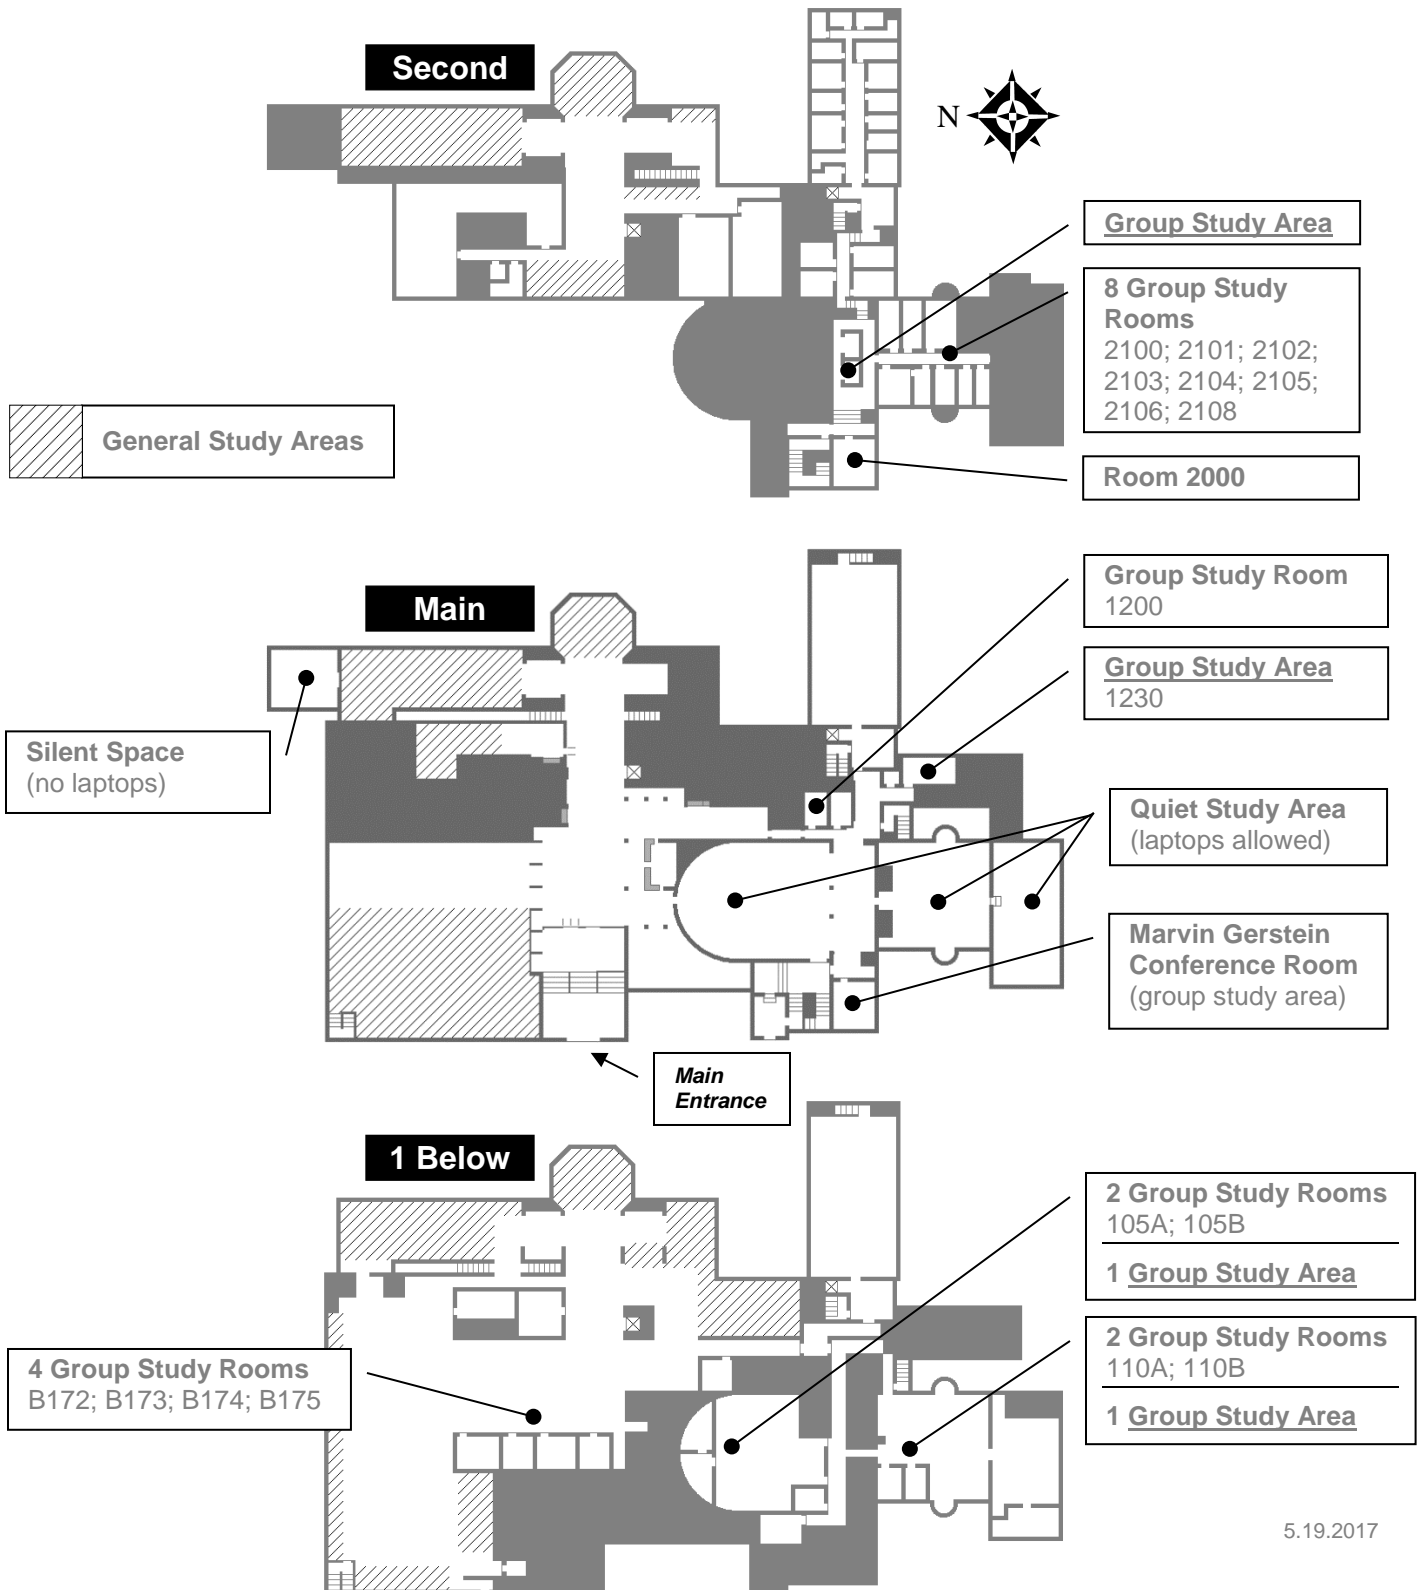 Second
N
Group Study Area
8 Group Study
Rooms
2100; 2101; 2102;
2103; 2104; 2105;
2106; 2108
General Study Areas
Room 2000
Main
Group Study Room
1200
Group Study Area
1230
Silent Space
(no laptops)
Quiet Study Area
(laptops allowed)
Marvin Gerstein
Conference Room
(group study area)
Main
Entrance
1 Below
2 Group Study Rooms
105A; 105B
1 Group Study Area
2 Group Study Rooms
110A; 110B
1 Group Study Area
4 Group Study Rooms
B172; B173; B174; B175
5.19.2017